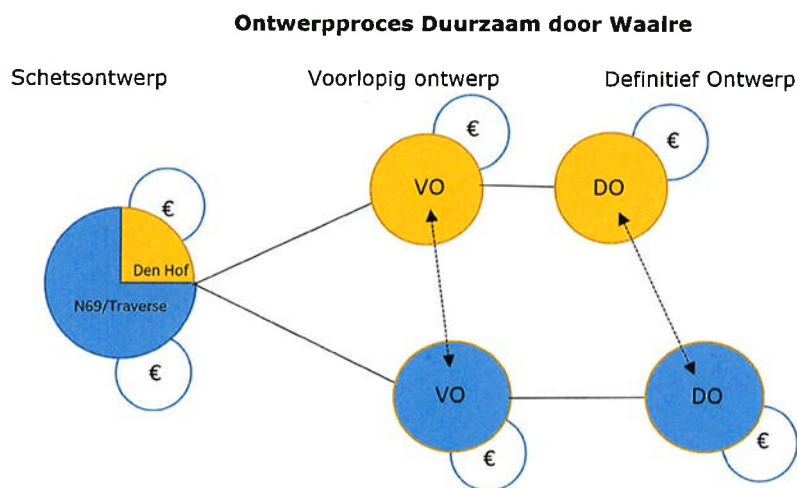 Ontwerpproces Duurzaam door Waalre
Schetsontwerp
Voorlopig ontwerp
Definitief Ontwerp
€
€
€
VO
DO
Den Hof
N69/Traverse
€
VO
DO
€
€